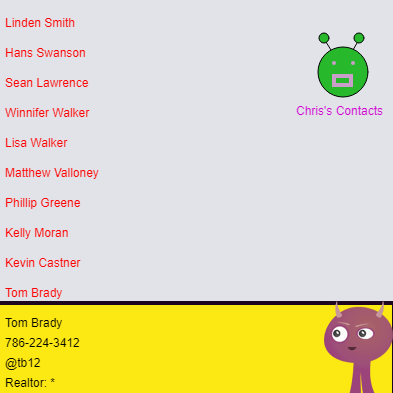 Linden Smith
Hans Swanson
Sean Lawrence
Winnifer Walker
Lisa Walker
Matthew Valloney
Phillip Greene
Kelly Moran
Kevin Castner
Tom Brady
Chris's Contacts
Tom Brady
786-224-3412
@tb12
Realtor: *